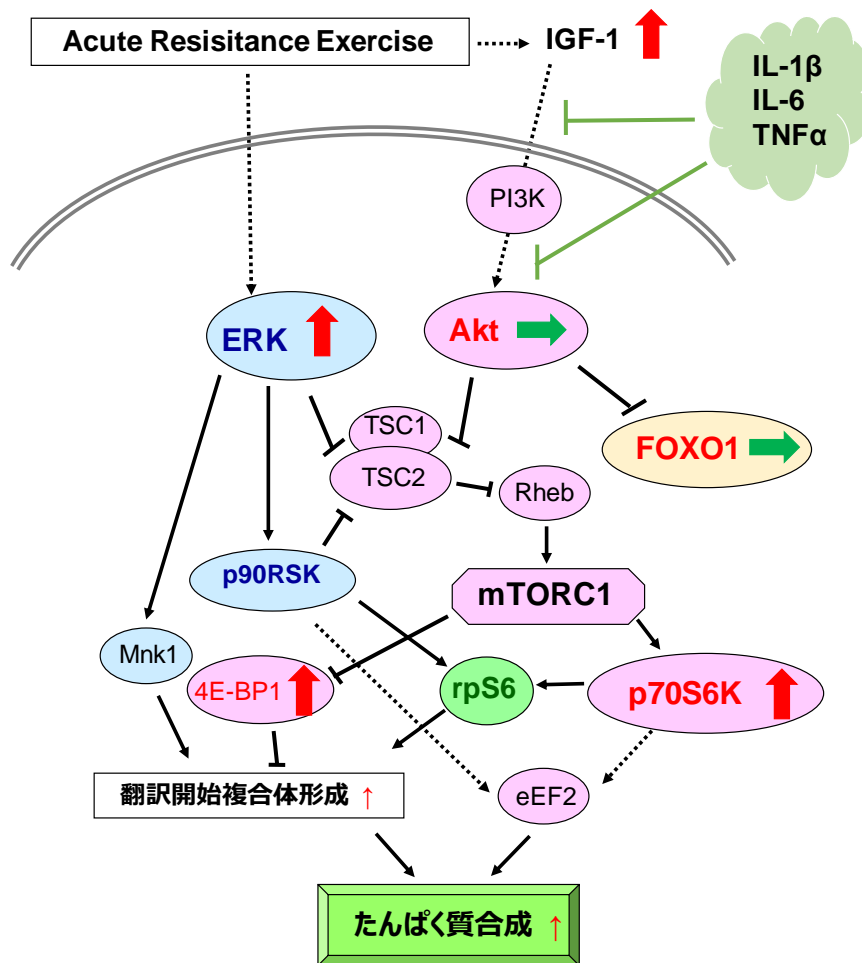 Acute Resisitance Exercise
IGF-1
IL-1β
IL-6
TNFα
PI3K
ERK
Akt
TSC1
FOXO1
TSC2
Rheb
p90RSK
mTORC1
Mnk1
4E-BP1
rpS6
p70S6K
翻訳開始複合体形成 ↑
eEF2
たんぱく質合成 ↑